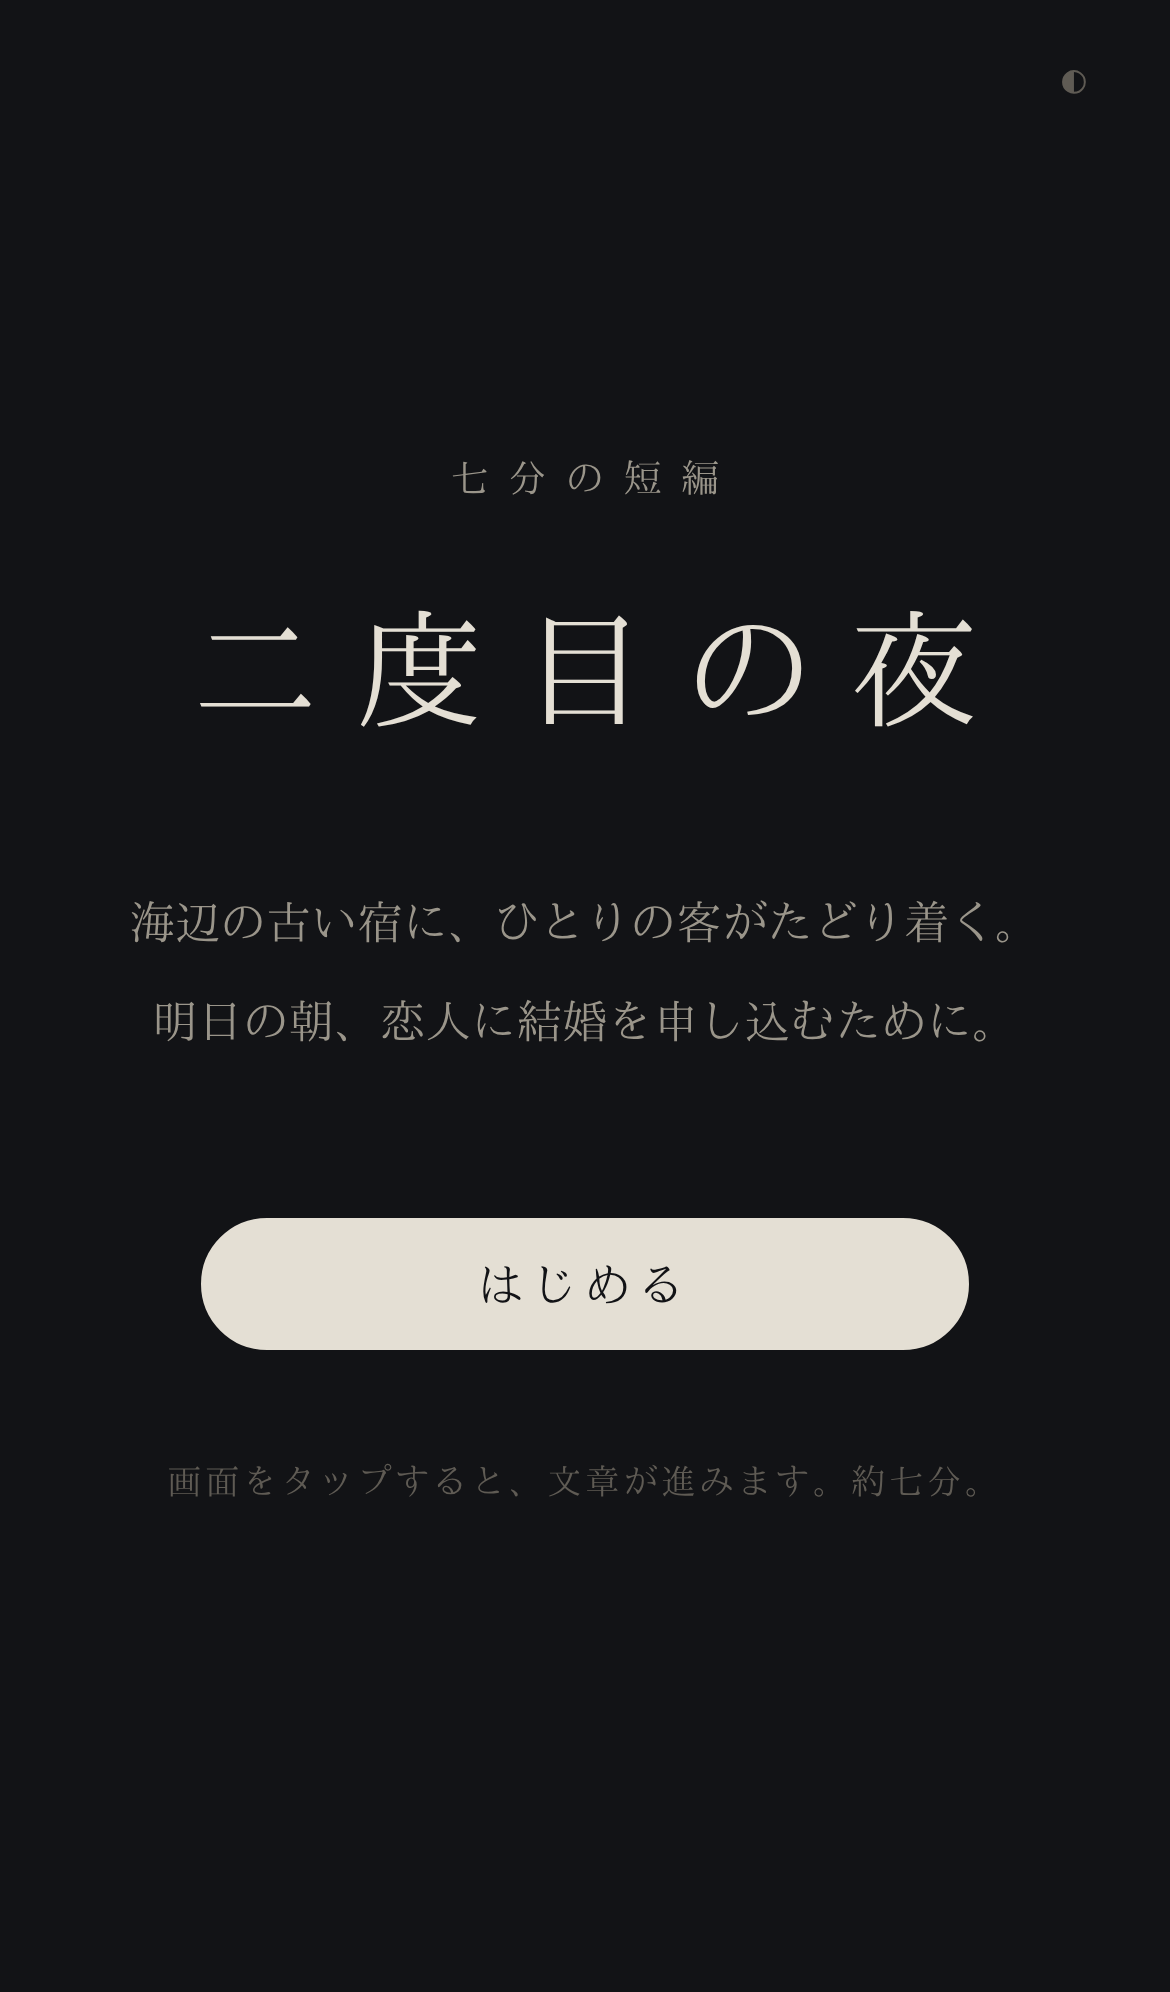 七分の短編
二度目の夜
海辺の古い宿に、ひとりの客がたどり着く。
明日の朝、恋人に結婚を申し込むために。
はじめる
画面をタップすると、文章が進みます。約七分。